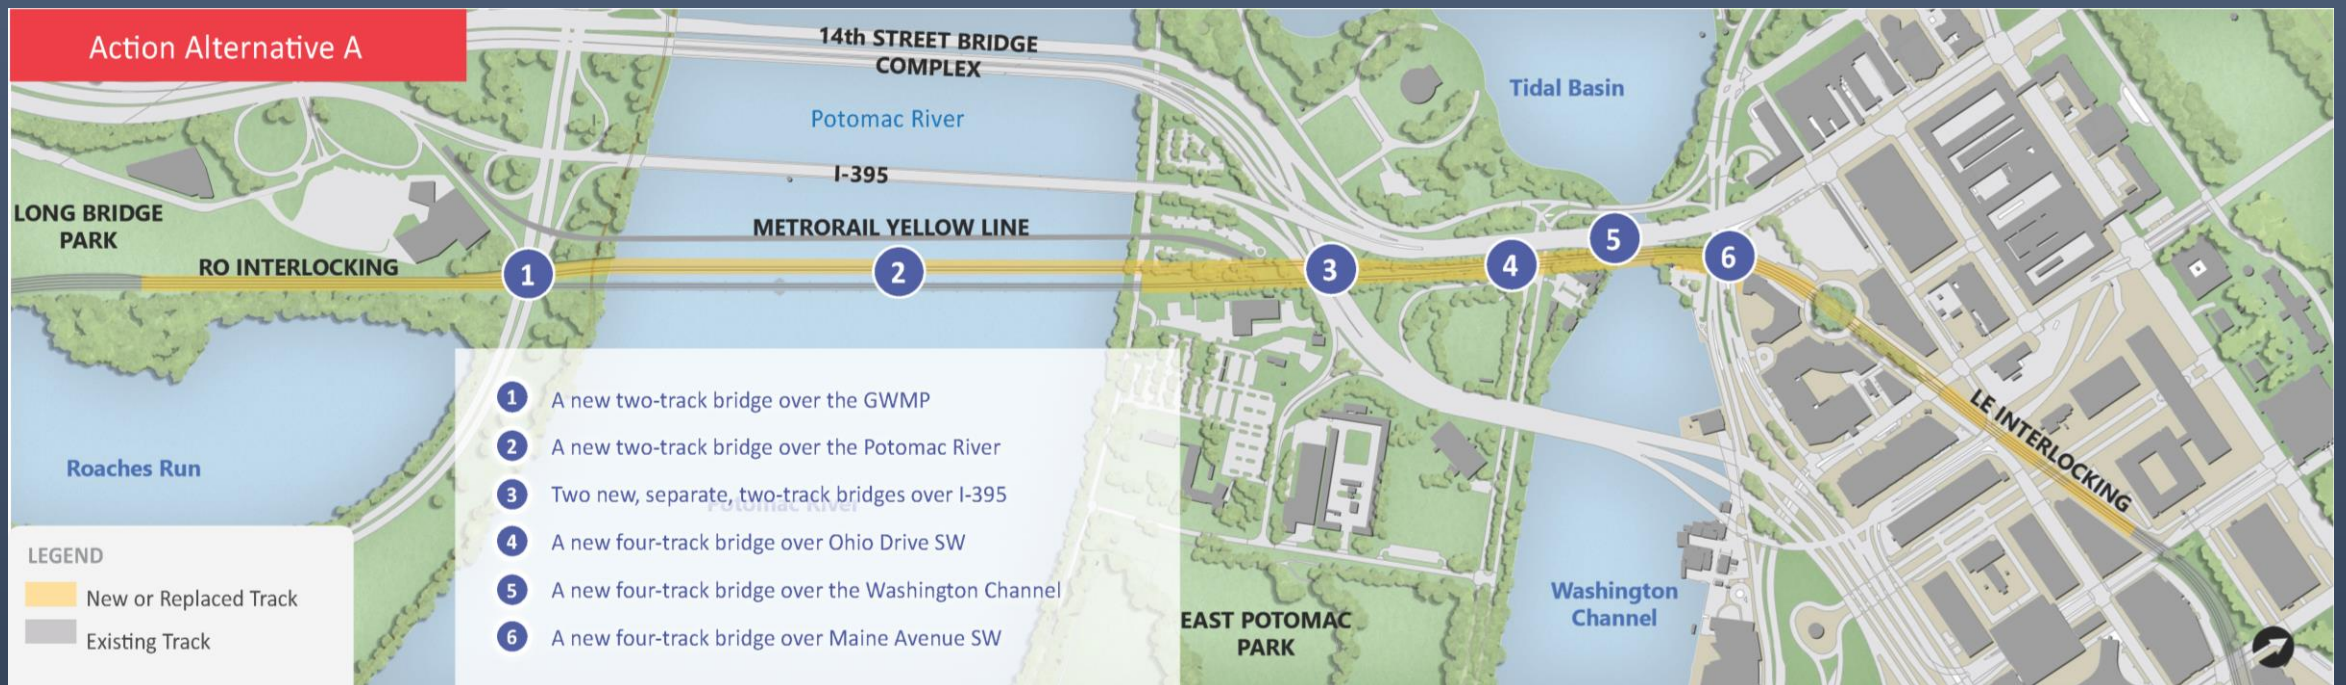 Action Alternative A
14th STREET BRIDGE
COMPLEX
Potomac River
Tidal Basin
I-395
LONG BRIDGE
PARK
METRORAIL YELLOW LINE
RO INTERLOCKING
1
2
3
4
5
6
LE INTERLOCKING
Roaches Run
1 A new two-track bridge over the GWMP
2 A new two-track bridge over the Potomac River
3 Two new, separate, two-track bridges over I-395
Potomac River
4 A new four-track bridge over Ohio Drive SW
5 A new four-track bridge over the Washington Channel
6 A new four-track bridge over Maine Avenue SW
LEGEND
New or Replaced Track
Existing Track
EAST POTOMAC
PARK
Washington
Channel